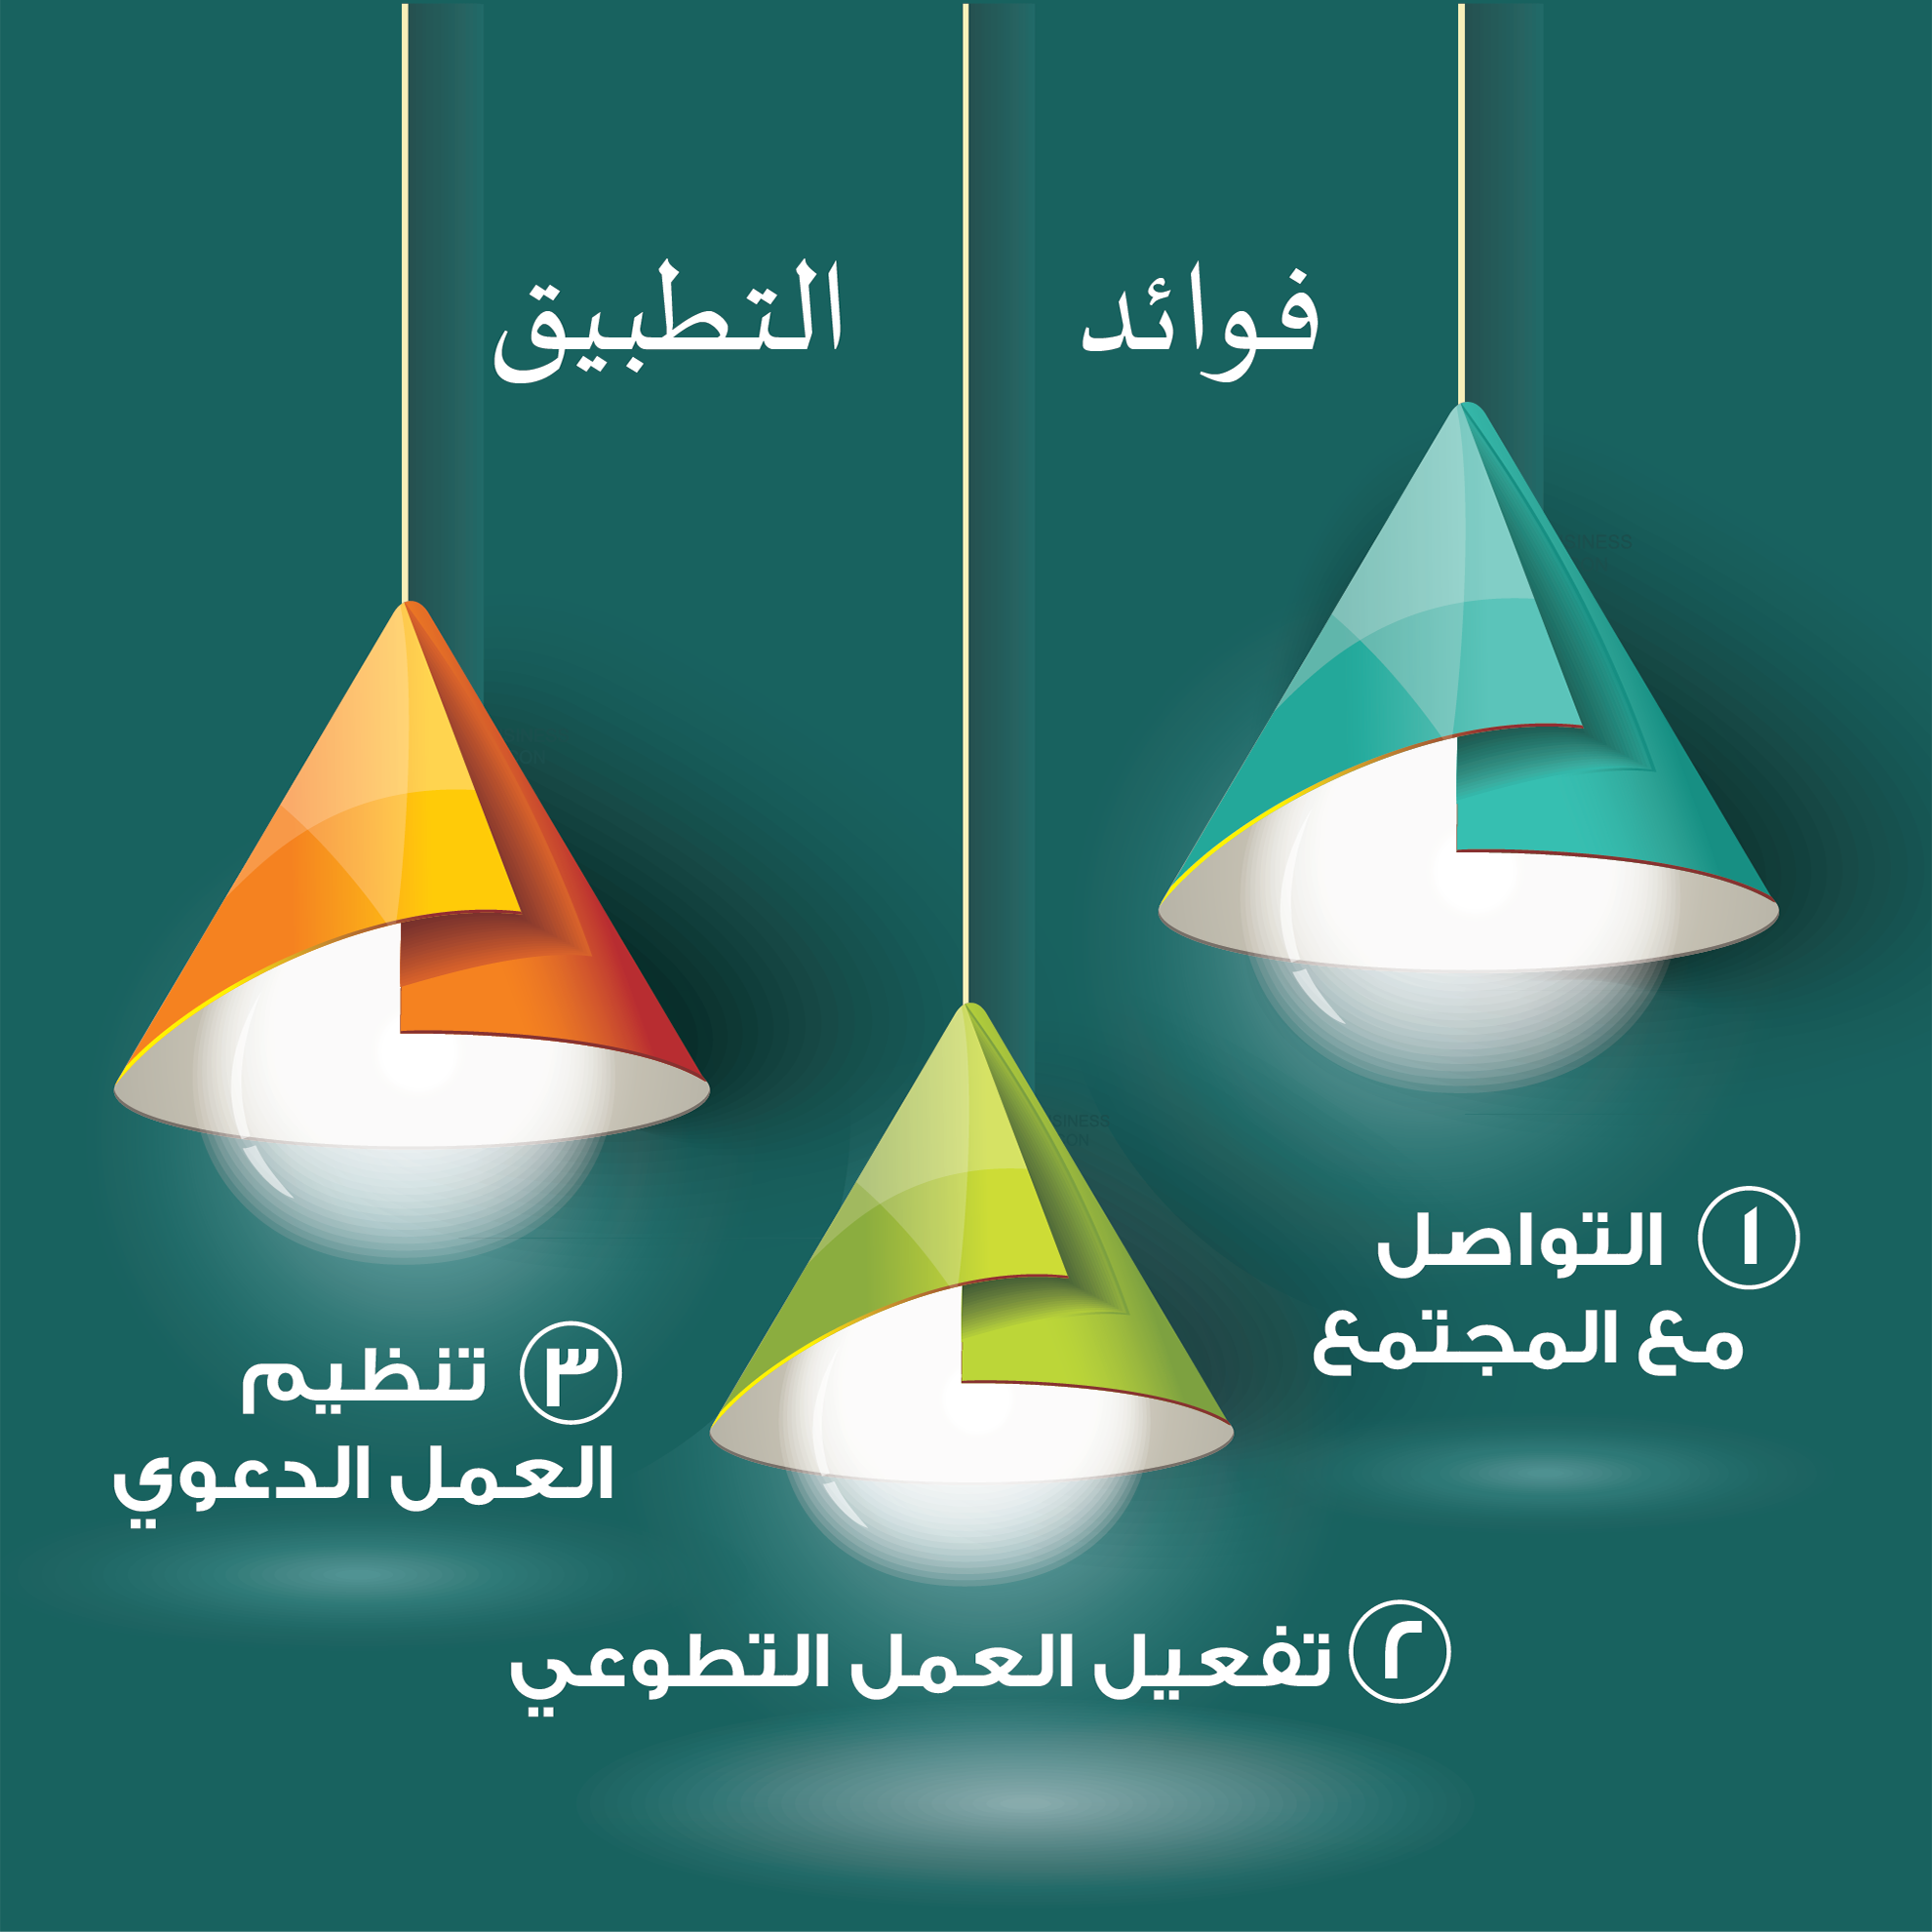 فوائد التطبيق
١ التواصل
مع المجتمع
٢ تفعيل العمل التطوعي
٣ تنظيم
العمل الدعوي